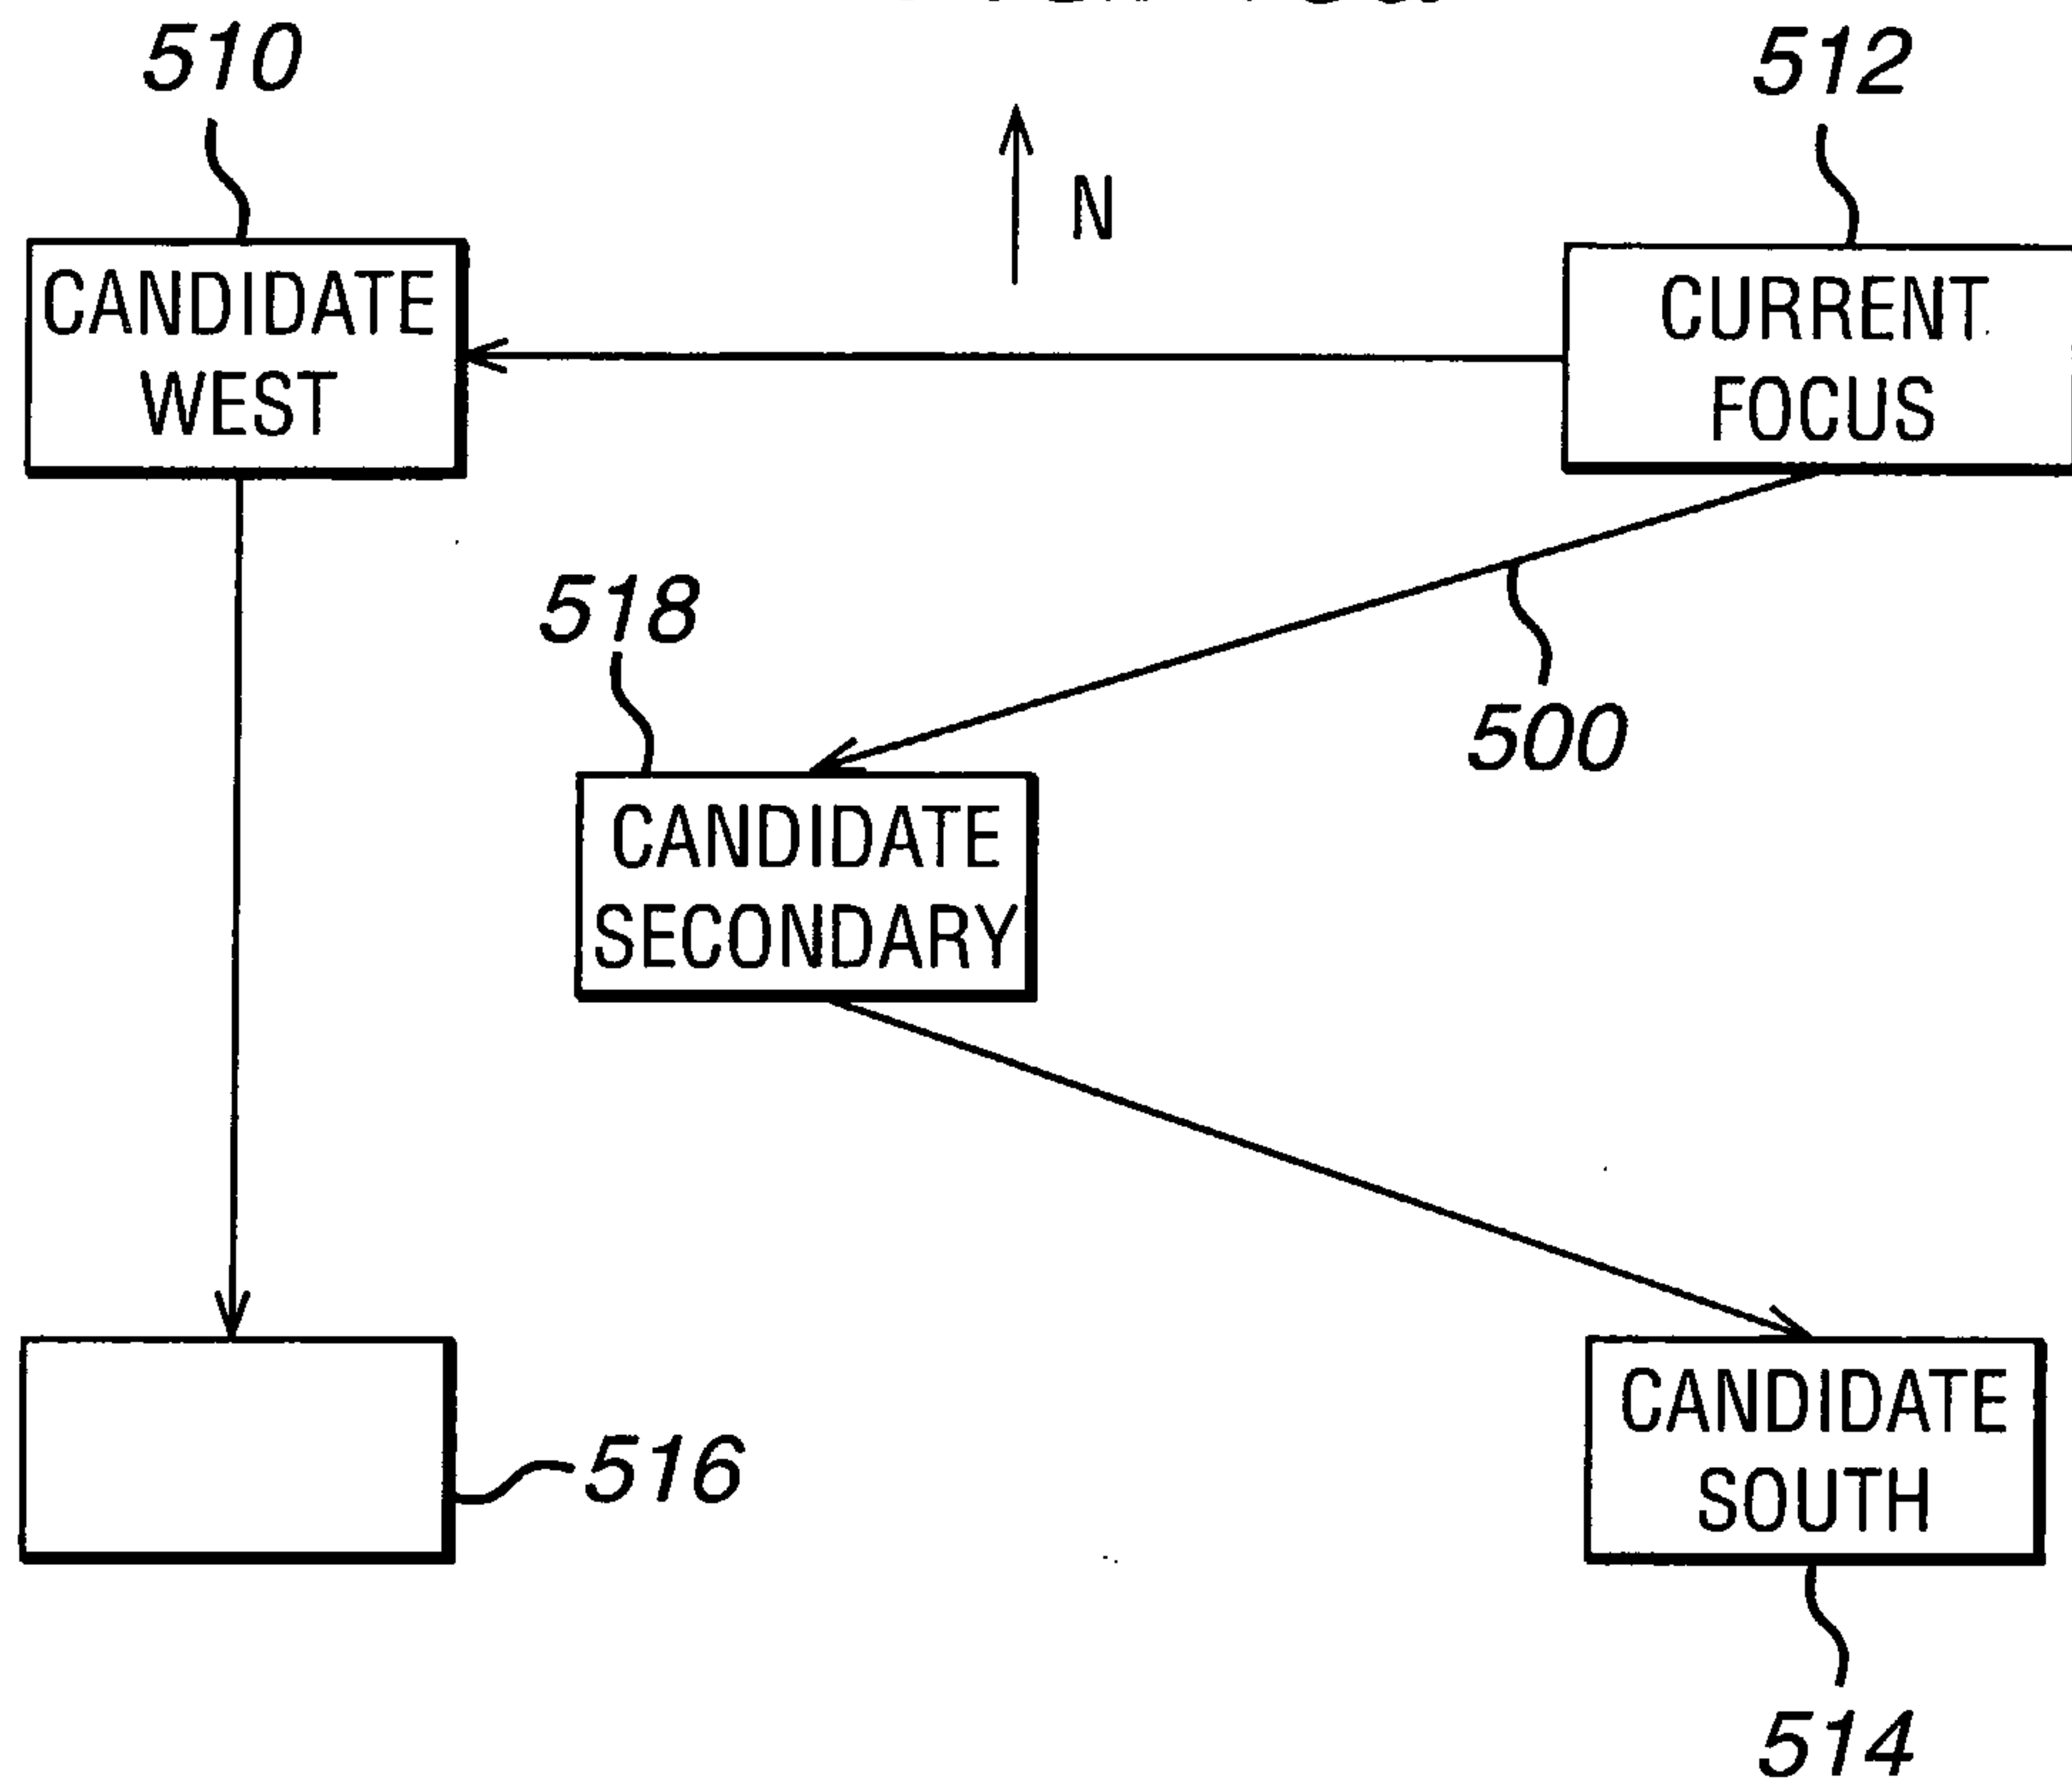 510
512
N
CANDIDATE
WEST
CURRENT
FOCUS
518
500
CANDIDATE
SECONDARY
516
CANDIDATE
SOUTH
514